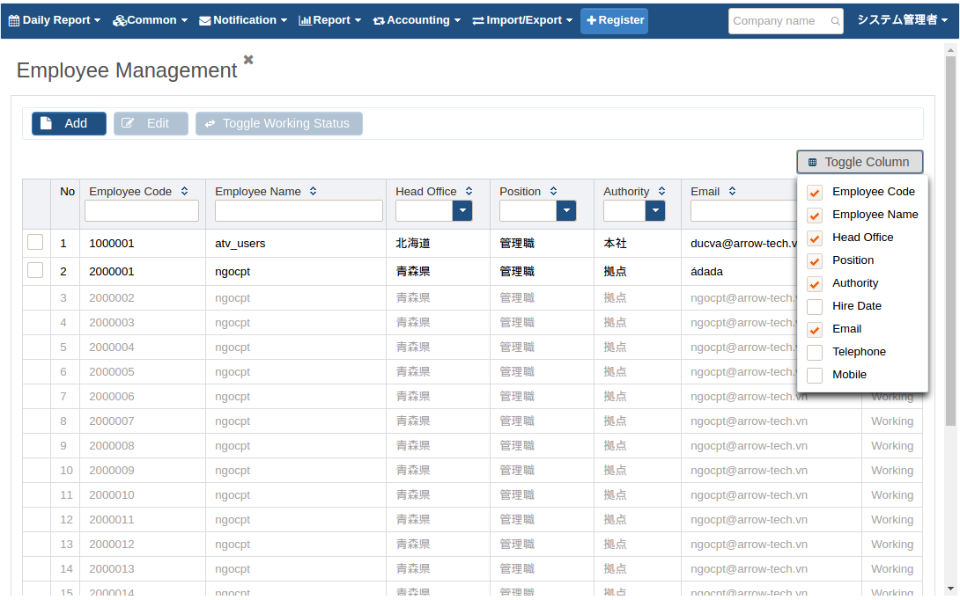 Daily Report Common Notification Report Accounting Import/Export Register Company name システム管理者
Employee Management
Add Edit Toggle Working Status
Toggle Column
No Employee Code Employee Name Head Office Position Authority Email
Employee Code
Employee Name
Head Office
Position
Authority
Hire Date
Email
Telephone
Mobile
1 1000001 atv_users 北海道 管理職 本社 ducva@arrow-tech.v
2 2000001 ngocpt 青森県 管理職 拠点 ádada
3 2000002 ngocpt 青森県 管理職 拠点 ngocpt@arrow-tech.
4 2000003 ngocpt 青森県 管理職 拠点 ngocpt@arrow-tech.
5 2000004 ngocpt 青森県 管理職 拠点 ngocpt@arrow-tech.
6 2000005 ngocpt 青森県 管理職 拠点 ngocpt@arrow-tech.
7 2000006 ngocpt 青森県 管理職 拠点 ngocpt@arrow-tech.vn Working
8 2000007 ngocpt 青森県 管理職 拠点 ngocpt@arrow-tech.vn Working
9 2000008 ngocpt 青森県 管理職 拠点 ngocpt@arrow-tech.vn Working
10 2000009 ngocpt 青森県 管理職 拠点 ngocpt@arrow-tech.vn Working
11 2000010 ngocpt 青森県 管理職 拠点 ngocpt@arrow-tech.vn Working
12 2000011 ngocpt 青森県 管理職 拠点 ngocpt@arrow-tech.vn Working
13 2000012 ngocpt 青森県 管理職 拠点 ngocpt@arrow-tech.vn Working
14 2000013 ngocpt 青森県 管理職 拠点 ngocpt@arrow-tech.vn Working
15 2000014 ngocpt 青森県 管理職 拠点 ngocpt@arrow-tech.vn Working